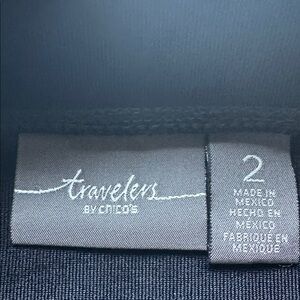 travelers
BY CHICO'S
2
MADE IN
MEXICO
HECHO EN
MÉXICO
FABRIQUÉ EN
MEXIQUE